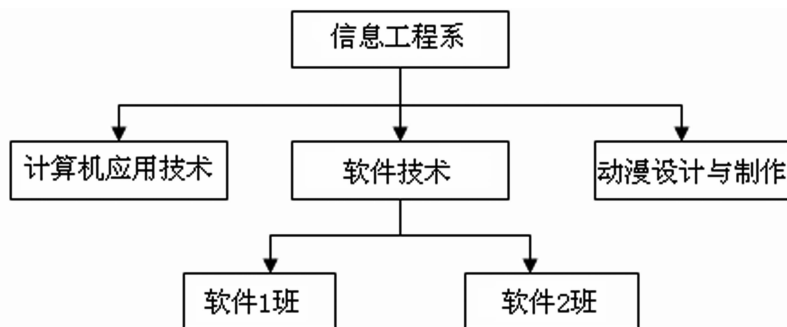 信息工程系
计算机应用技术
软件技术
动漫设计与制作
软件1班
软件2班